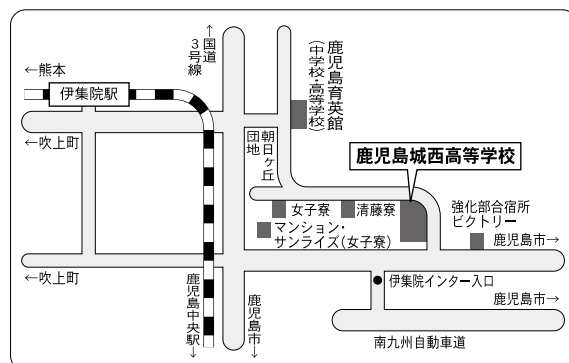 ←熊本
伊集院駅
←吹上町
↑国道
3号線
鹿児島育英館
(中学校・高等学校)
朝日ヶ丘
団地
鹿児島城西高等学校
女子寮
清藤寮
マンション・
サンライズ(女子寮)
強化部合宿所
ビクトリー
鹿児島市→
←吹上町
鹿児島中央駅→
鹿児島市→
伊集院インター入口
鹿児島市→
南九州自動車道